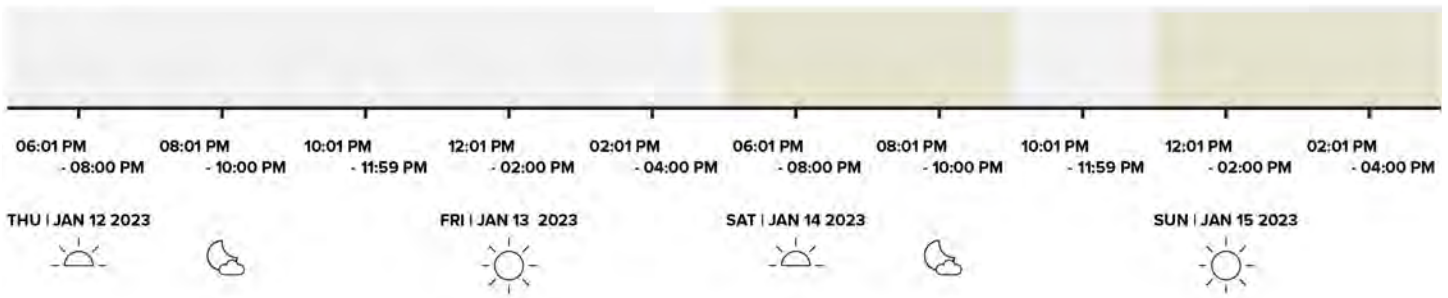 06:01 PM
- 08:00 PM
08:01 PM
- 10:00 PM
10:01 PM
- 11:59 PM
12:01 PM
- 02:00 PM
02:01 PM
- 04:00 PM
06:01 PM
- 08:00 PM
08:01 PM
- 10:00 PM
10:01 PM
- 11:59 PM
12:01 PM
- 02:00 PM
02:01 PM
- 04:00 PM
THU | JAN 12 2023
FRI | JAN 13 2023
SAT | JAN 14 2023
SUN | JAN 15 2023